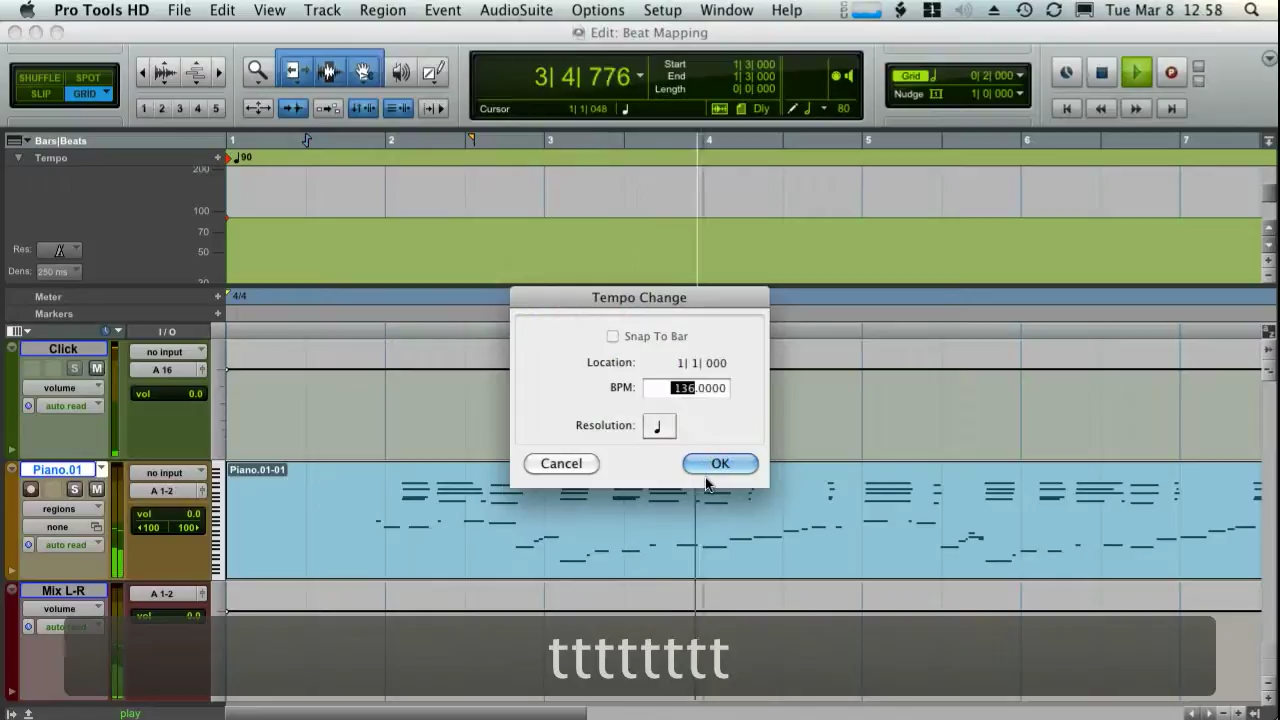 Pro Tools HD File Edit View Track Region Event AudioSuite Options Setup Window Help Tue Mar 8 12 58
Edit: Beat Mapping
SHUFFLE SPOT
SLIP GRID
1 2 3 4 5
3| 4| 776
Start 1| 3| 000
End 1| 3| 000
Length 0| 0| 000
Cursor 1| 1| 048 Dly 80
Grid 0| 2| 000
Nudge 1| 0| 000
Bars|Beats 1 2 3 4 5 6 7
Tempo 90
200
100
70
50
30
Res:
Dens: 250 ms
Meter 4/4
Markers
I / O
Click no input
S M A 16
volume vol 0.0
auto read
Tempo Change
Snap To Bar
Location: 1| 1| 000
BPM: 136.0000
Resolution:
Cancel OK
Piano.01 no input Piano.01-01
S M A 1-2
regions vol 0.0
none 100 100
auto read
Mix L-R A 1-2
volume vol 0.0
auto read
tttttttt
play